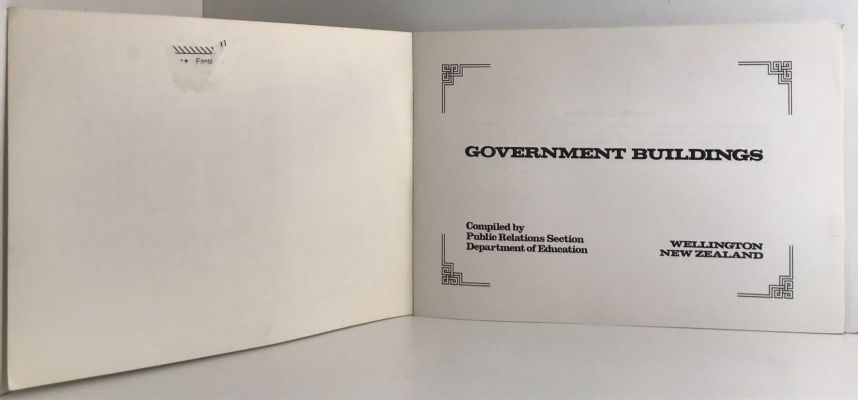 GOVERNMENT BUILDINGS
Compiled by
Public Relations Section
Department of Education
WELLINGTON
NEW ZEALAND